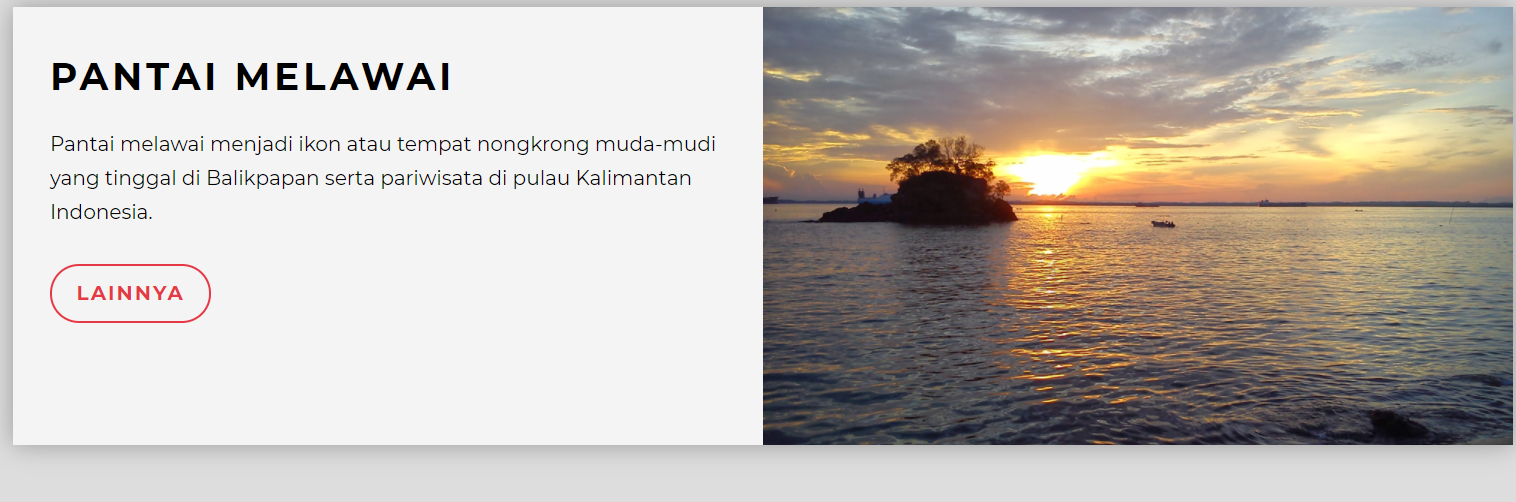 PANTAI MELAWAI
Pantai melawai menjadi ikon atau tempat nongkrong muda-mudi
yang tinggal di Balikpapan serta pariwisata di pulau Kalimantan
Indonesia.
LAINNYA